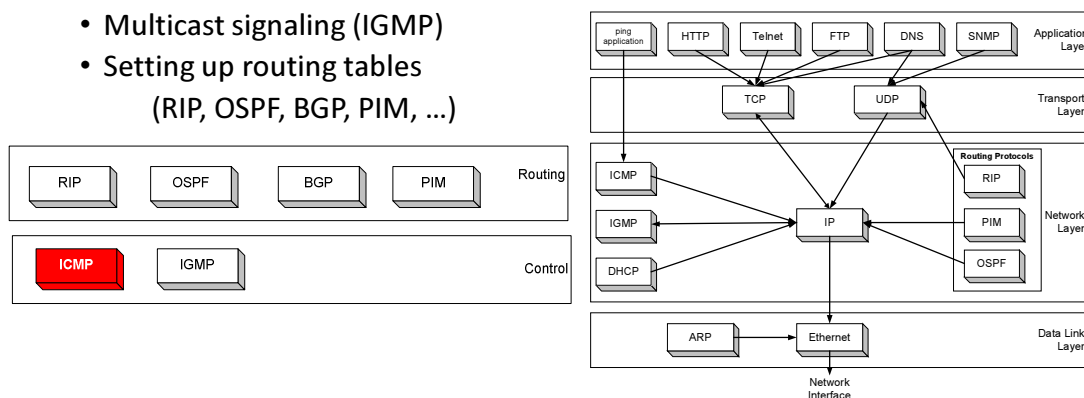 • Multicast signaling (IGMP)
• Setting up routing tables
(RIP, OSPF, BGP, PIM, …)
RIP
OSPF
BGP
PIM
Routing
ICMP
IGMP
Control
ping
application
HTTP
Telnet
FTP
DNS
SNMP
Application
Layer
TCP
UDP
Transport
Layer
Routing Protocols
ICMP
RIP
IGMP
IP
PIM
Network
Layer
DHCP
OSPF
ARP
Ethernet
Data Link
Layer
Network
Interface